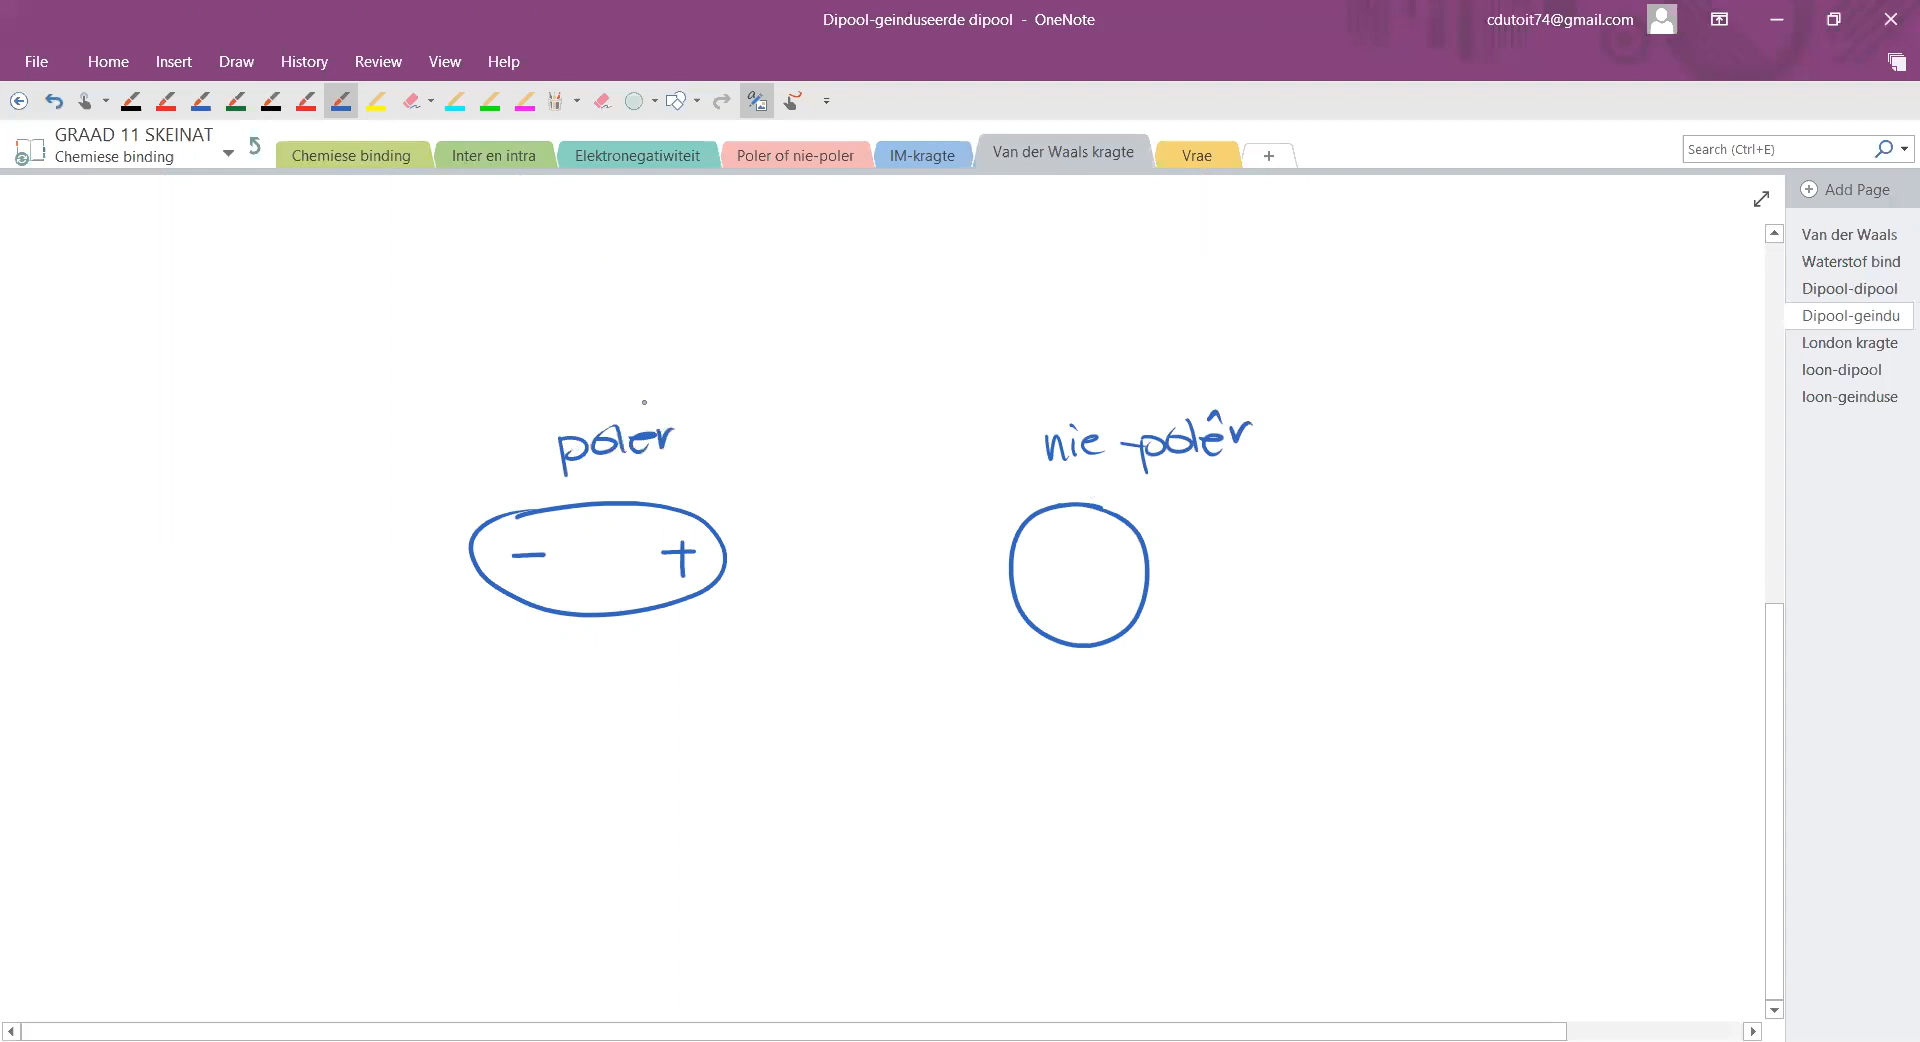 Dipool-geinduseerde dipool - OneNote
cdutoit74@gmail.com
File Home Insert Draw History Review View Help
GRAAD 11 SKEINAT
Chemiese binding
Chemiese binding Inter en intra Elektronegatiwiteit Poler of nie-poler IM-kragte Van der Waals kragte Vrae +
Search (Ctrl+E)
Add Page
Van der Waals
Waterstof bind
Dipool-dipool
Dipool-geindu
London kragte
Ioon-dipool
Ioon-geinduse
poler nie-polêr
- +